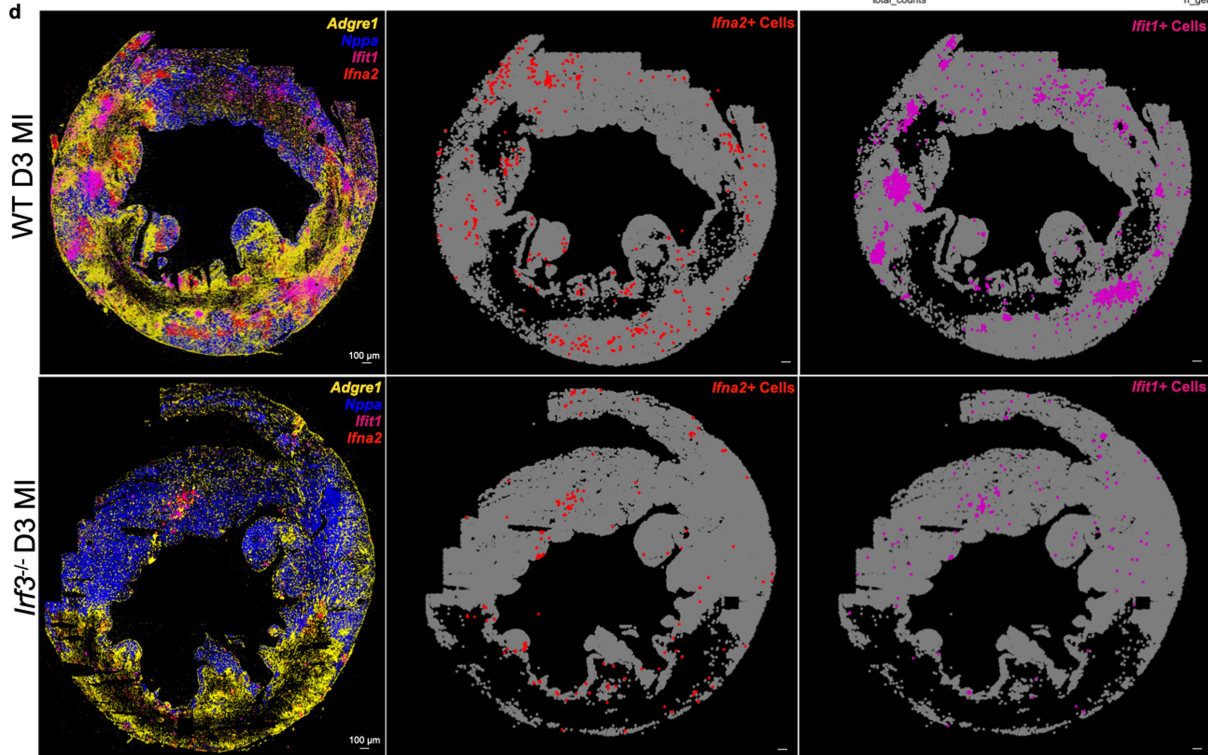 total_counts
d
WT D3 MI
Adgre1
Nppa
Ifit1
Ifna2
100 µm
Ifna2+ Cells
Ifit1+ Cells
Irf3-/- D3 MI
Adgre1
Nppa
Ifit1
Ifna2
100 µm
Ifna2+ Cells
Ifit1+ Cells